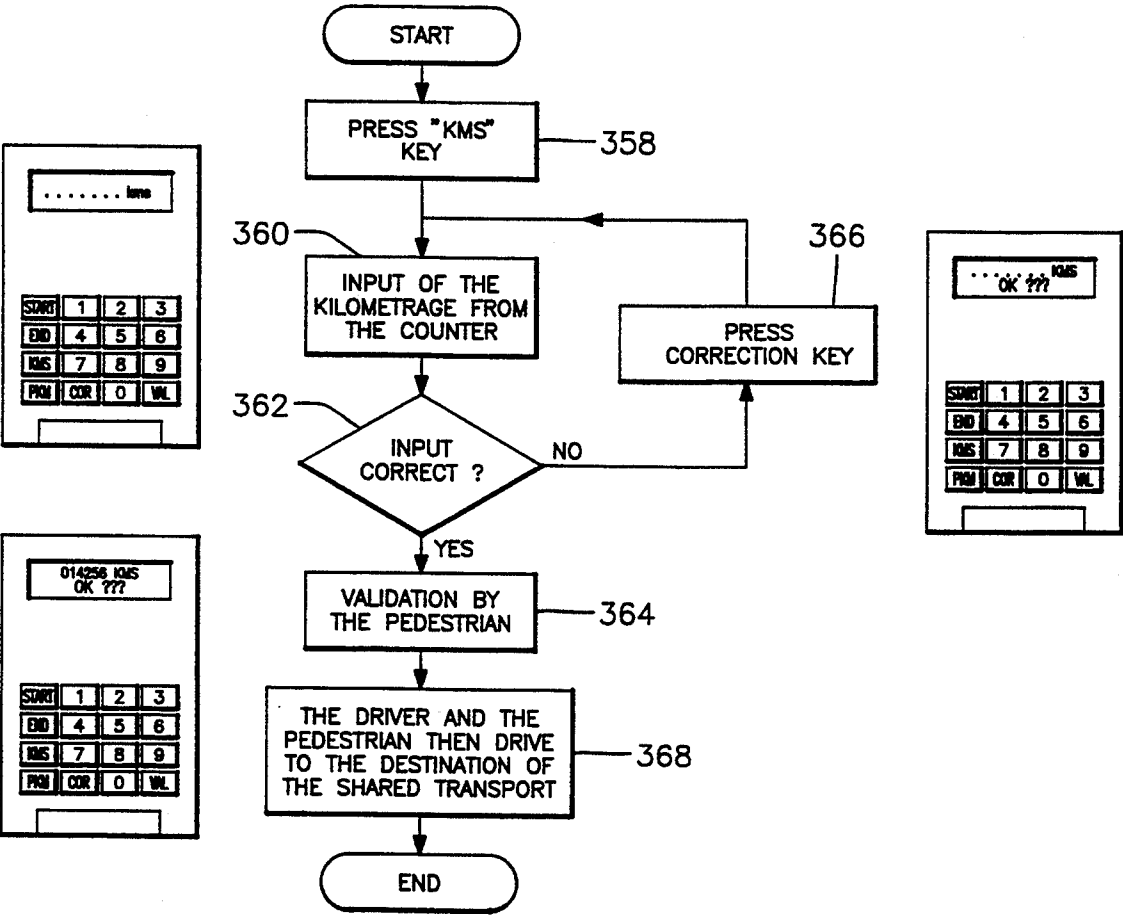 START
PRESS "KMS"
KEY
358
360
INPUT OF THE
KILOMETRAGE FROM
THE COUNTER
366
PRESS
CORRECTION KEY
362
INPUT
CORRECT ?
NO
YES
VALIDATION BY
THE PEDESTRIAN
364
THE DRIVER AND THE
PEDESTRIAN THEN DRIVE
TO THE DESTINATION OF
THE SHARED TRANSPORT
368
END
. . . . . . . kms
START 1 2 3
END 4 5 6
KMS 7 8 9
PKM COR 0 VAL
014256 KMS
OK ???
START 1 2 3
END 4 5 6
KMS 7 8 9
PKM COR 0 VAL
. . . . . . . KMS
OK ???
START 1 2 3
END 4 5 6
KMS 7 8 9
PKM COR 0 VAL